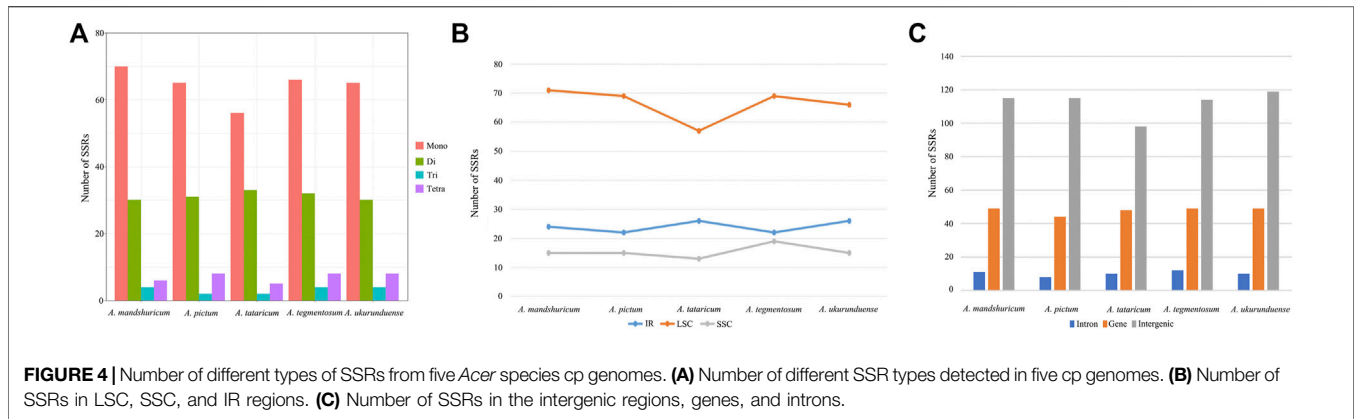 A
80
60
40
20
0
Nunber of SSRs
Mono
Di
Tri
Tetra
A. mandshuricum A. pictum A. tataricum A. tegmentosum A. ukurunduense
B
80
70
60
50
40
30
20
10
0
Nunber of SSRs
A. mandshuricum A. pictum A. tataricum A. tegmentosum A. ukurunduense
IR LSC SSC
C
140
120
100
80
60
40
20
0
Nunber of SSRs
A. mandshuricum A. pictum A. tataricum A. tegmentosum A. ukurunduense
Intron Gene Intergenic
FIGURE 4 | Number of different types of SSRs from five Acer species cp genomes. (A) Number of different SSR types detected in five cp genomes. (B) Number of
SSRs in LSC, SSC, and IR regions. (C) Number of SSRs in the intergenic regions, genes, and introns.